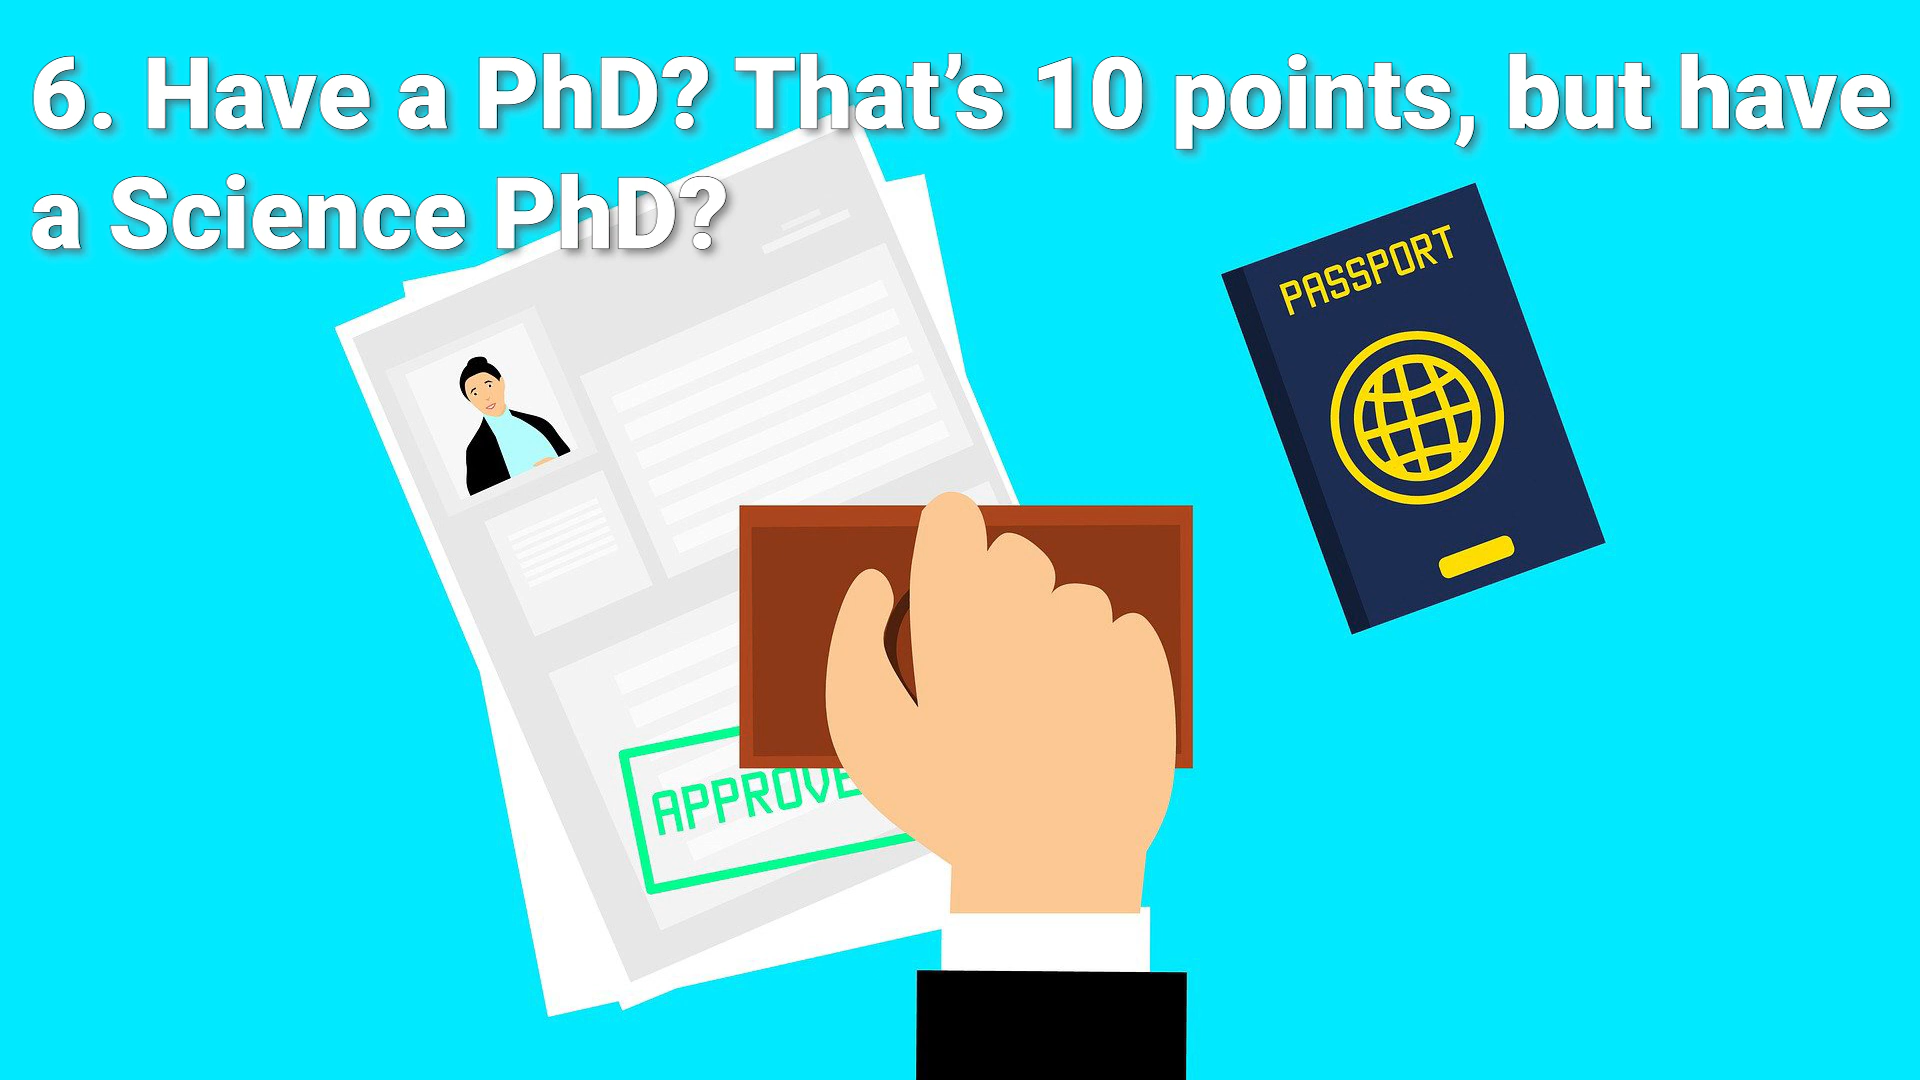 6. Have a PhD? That’s 10 points, but have
a Science PhD?
PASSPORT
APPROVE